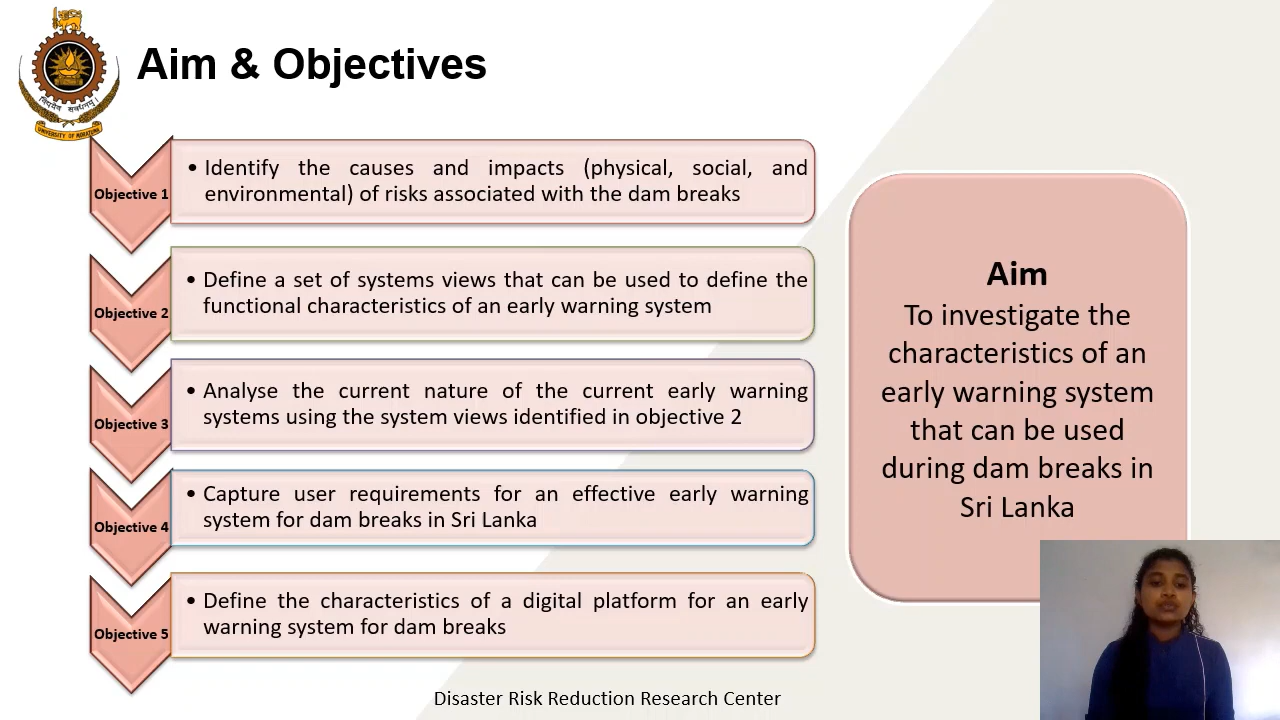 Aim & Objectives
UNIVERSITY OF MORATUWA
Objective 1
• Identify the causes and impacts (physical, social, and
environmental) of risks associated with the dam breaks
Objective 2
• Define a set of systems views that can be used to define the
functional characteristics of an early warning system
Objective 3
• Analyse the current nature of the current early warning
systems using the system views identified in objective 2
Objective 4
• Capture user requirements for an effective early warning
system for dam breaks in Sri Lanka
Objective 5
• Define the characteristics of a digital platform for an early
warning system for dam breaks
Aim
To investigate the
characteristics of an
early warning system
that can be used
during dam breaks in
Sri Lanka
Disaster Risk Reduction Research Center